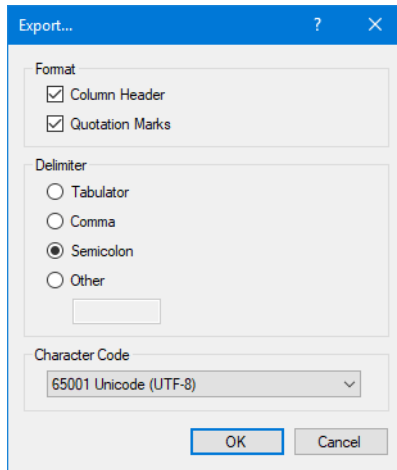 Export...
Format
Column Header
Quotation Marks
Delimiter
Tabulator
Comma
Semicolon
Other
Character Code
65001 Unicode (UTF-8)
OK Cancel